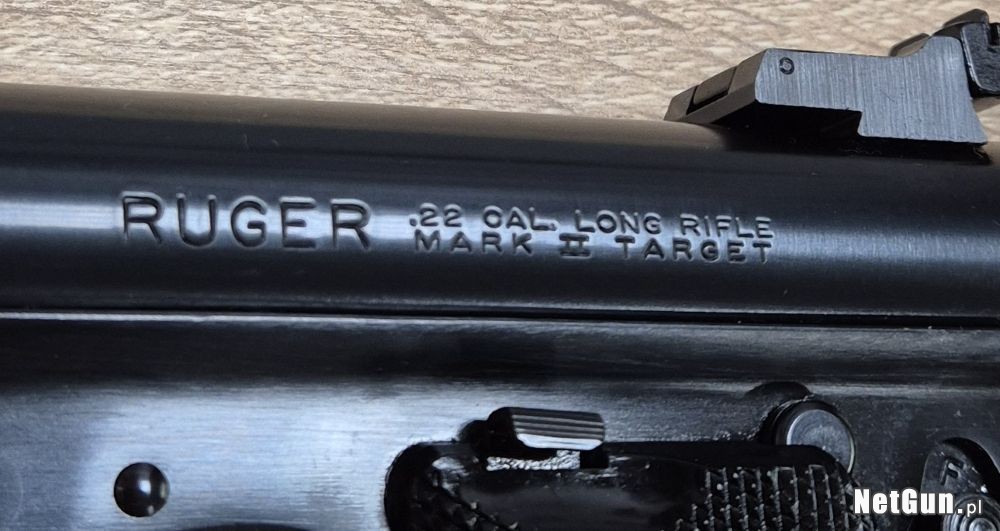 RUGER .22 CAL. LONG RIFLE
MARK II TARGET
F
NetGun.pl